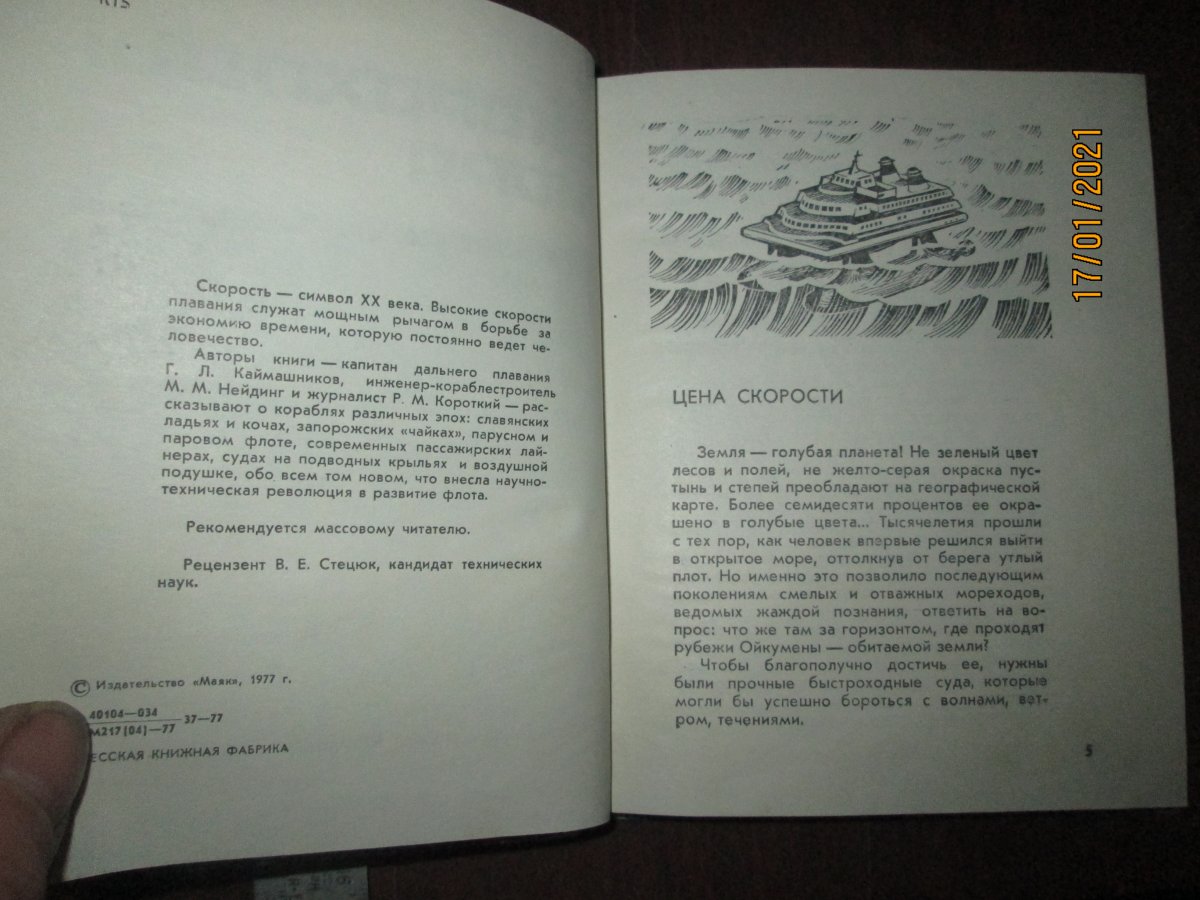 Скорость — символ XX века. Высокие скорости
плавания служат мощным рычагом в борьбе за
экономию времени, которую постоянно ведет че-
ловечество.
Авторы книги — капитан дальнего плавания
Г. Л. Каймашников, инженер-кораблестроитель
М. М. Нейдинг и журналист Р. М. Короткий — рас-
сказывают о кораблях различных эпох: славянских
ладьях и кочах, запорожских «чайках», парусном и
паровом флоте, современных пассажирских лай-
нерах, судах на подводных крыльях и воздушной
подушке, обо всем том новом, что внесла научно-
техническая революция в развитие флота.
Рекомендуется массовому читателю.
Рецензент В. Е. Стецюк, кандидат технических
наук.
© Издательство «Маяк», 1977 г.
40104—034
М217(04)—77 37—77
ЕССКАЯ КНИЖНАЯ ФАБРИКА
17/01/2021
ЦЕНА СКОРОСТИ
Земля — голубая планета! Не зеленый цвет
лесов и полей, не желто-серая окраска пус-
тынь и степей преобладают на географической
карте. Более семидесяти процентов ее окра-
шено в голубые цвета... Тысячелетия прошли
с тех пор, как человек впервые решился выйти
в открытое море, оттолкнув от берега утлый
плот. Но именно это позволило последующим
поколениям смелых и отважных мореходов,
ведомых жаждой познания, ответить на во-
прос: что же там за горизонтом, где проходят
рубежи Ойкумены — обитаемой земли?
Чтобы благополучно достичь ее, нужны
были прочные быстроходные суда, которые
могли бы успешно бороться с волнами, вет-
ром, течениями.
5